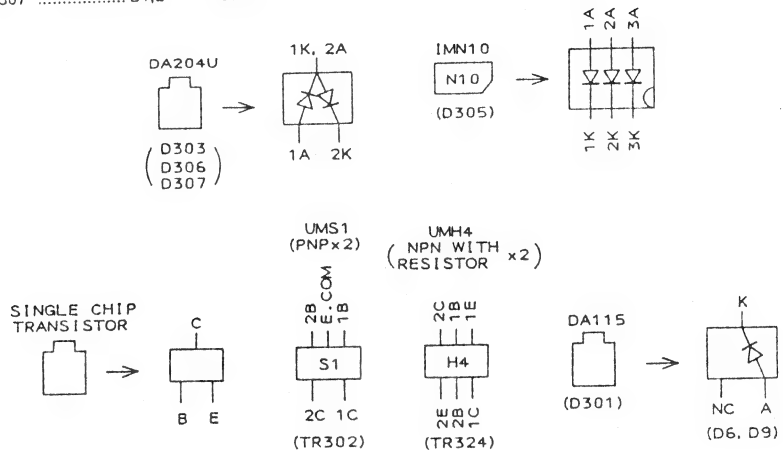 DA204U
(D303
D306
D307)
1K, 2A
1A 2K
IMN10
N10
(D305)
1A 2A 3A
1K 2K 3K
SINGLE CHIP
TRANSISTOR
C
B E
UMS1
(PNP×2)
2B E.COM 1B
S1
2C 1C
(TR302)
UMH4
(NPN WITH
RESISTOR ×2)
2C 1B 1E
H4
2E 2B 1C
(TR324)
DA115
(D301)
K
NC A
(D6, D9)